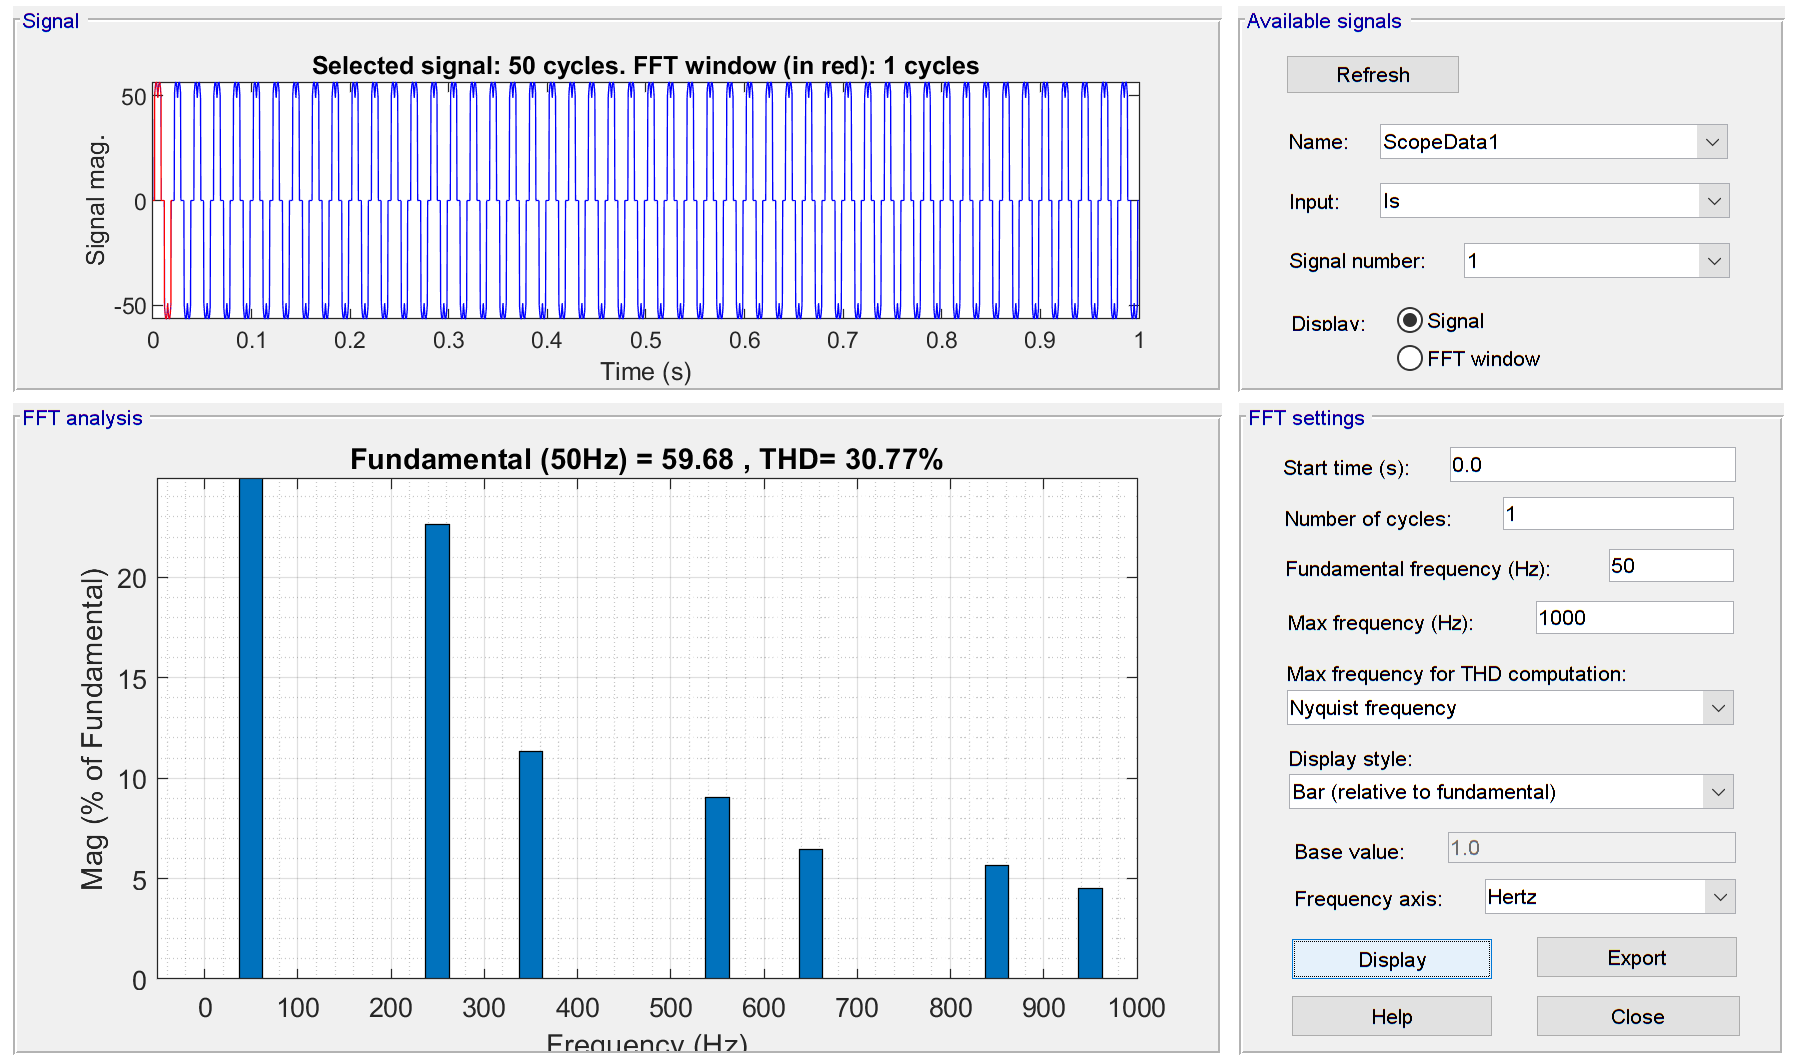 Signal
Selected signal: 50 cycles. FFT window (in red): 1 cycles
Signal mag.
50
0
-50
0 0.1 0.2 0.3 0.4 0.5 0.6 0.7 0.8 0.9 1
Time (s)
Available signals
Refresh
Name: ScopeData1
Input: Is
Signal number: 1
Display: Signal
FFT window
FFT analysis
Fundamental (50Hz) = 59.68 , THD= 30.77%
Mag (% of Fundamental)
20
15
10
5
0
0 100 200 300 400 500 600 700 800 900 1000
Frequency (Hz)
FFT settings
Start time (s): 0.0
Number of cycles: 1
Fundamental frequency (Hz): 50
Max frequency (Hz): 1000
Max frequency for THD computation:
Nyquist frequency
Display style:
Bar (relative to fundamental)
Base value: 1.0
Frequency axis: Hertz
Display Export
Help Close